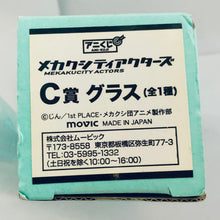 アニくじ
メカクシティアクターズ
MEKAKUCITY ACTORS
C賞 グラス(全1種)
©じん/1st PLACE・メカクシ団アニメ製作部
movic MADE IN JAPAN
株式会社ムービック
〒173-8558 東京都板橋区弥生町77-3
TEL 03-5995-1332
(土日祝を除く10:00~16:00)